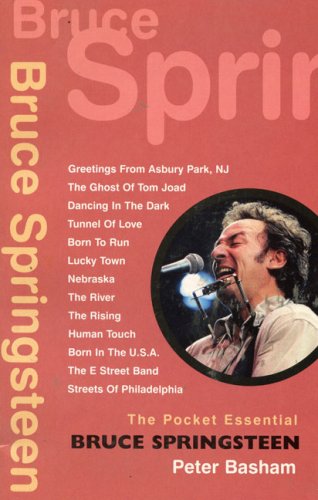 Bruce
Sprin
Bruce Springsteen
Greetings From Asbury Park, NJ
The Ghost Of Tom Joad
Dancing In The Dark
Tunnel Of Love
Born To Run
Lucky Town
Nebraska
The River
The Rising
Human Touch
Born In The U.S.A.
The E Street Band
Streets Of Philadelphia
The Pocket Essential
BRUCE SPRINGSTEEN
Peter Basham